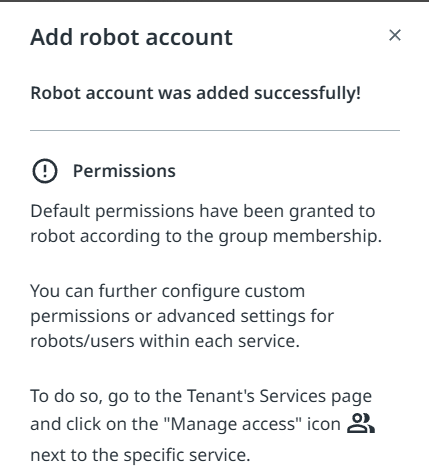 Add robot account
Robot account was added successfully!
Permissions
Default permissions have been granted to
robot according to the group membership.
You can further configure custom
permissions or advanced settings for
robots/users within each service.
To do so, go to the Tenant's Services page
and click on the "Manage access" icon
next to the specific service.